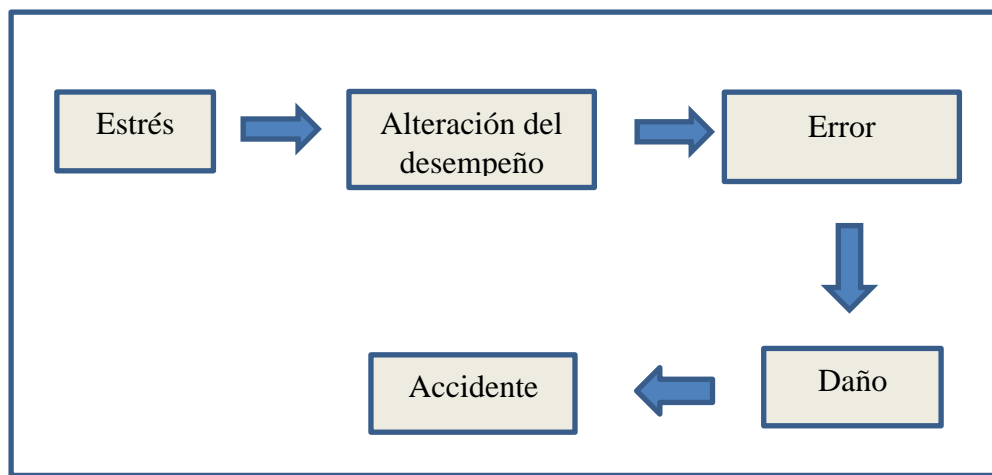 Estrés
Alteración del
desempeño
Error
Daño
Accidente